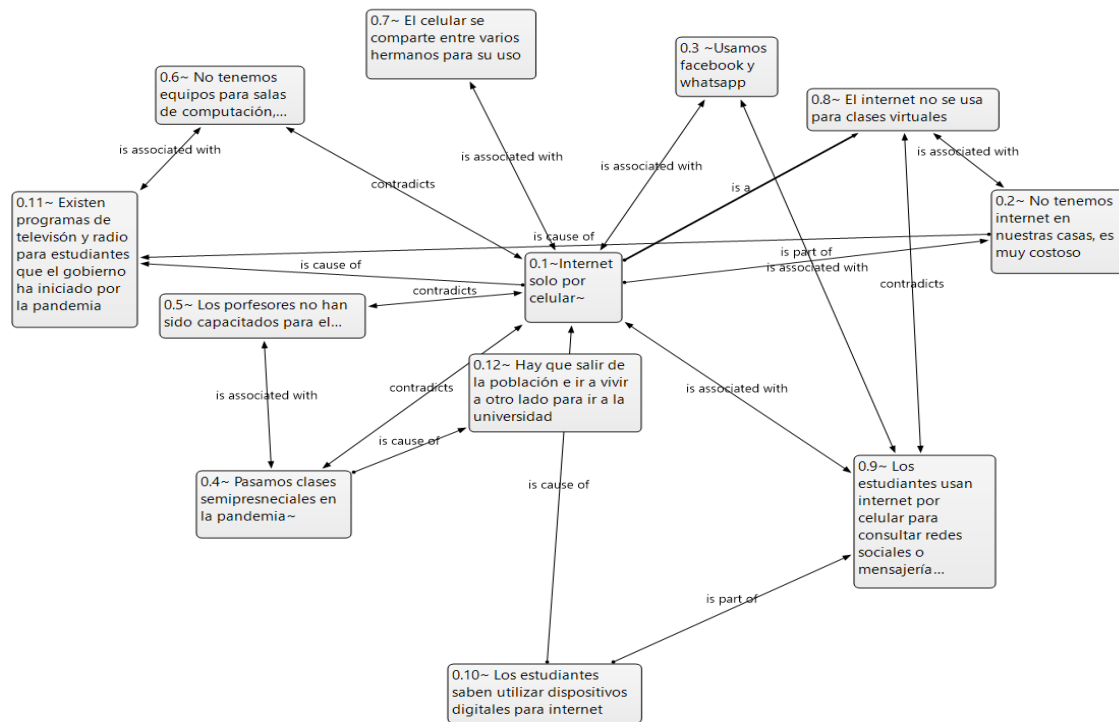 0.7~ El celular se
comparte entre varios
hermanos para su uso
0.3 ~Usamos
facebook y
whatsapp
0.6~ No tenemos
equipos para salas
de computación,...
0.8~ El internet no se usa
para clases virtuales
is associated with
is associated with
is associated with
is associated with
contradicts
is a
0.11~ Existen
programas de
televisón y radio
para estudiantes
que el gobierno
ha iniciado por
la pandemia
0.2~ No tenemos
internet en
nuestras casas, es
muy costoso
is cause of
is part of
is associated with
is cause of
0.1~Internet
solo por
celular~
contradicts
contradicts
0.5~ Los porfesores no han
sido capacitados para el...
0.12~ Hay que salir de
la población e ir a vivir
a otro lado para ir a la
universidad
contradicts
is associated with
is associated with
is cause of
0.4~ Pasamos clases
semipresneciales en
la pandemia~
0.9~ Los
estudiantes usan
internet por
celular para
consultar redes
sociales o
mensajería...
is cause of
is part of
0.10~ Los estudiantes
saben utilizar dispositivos
digitales para internet